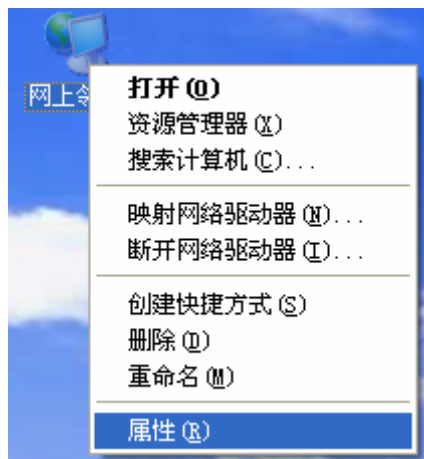 网上
打开(O)
资源管理器(X)
搜索计算机(C)...
映射网络驱动器(N)...
断开网络驱动器(I)...
创建快捷方式(S)
删除(D)
重命名(M)
属性(R)